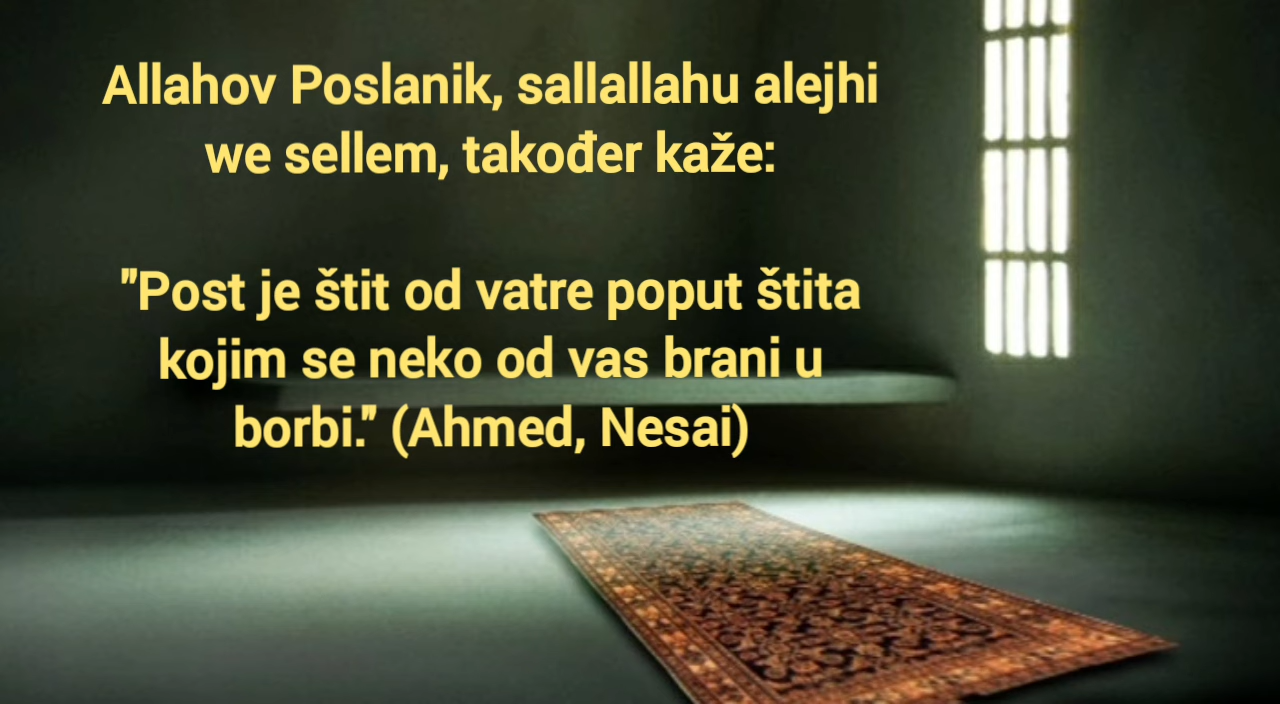 Allahov Poslanik, sallallahu alejhi
we sellem, također kaže:
"Post je štit od vatre poput štita
kojim se neko od vas brani u
borbi." (Ahmed, Nesai)